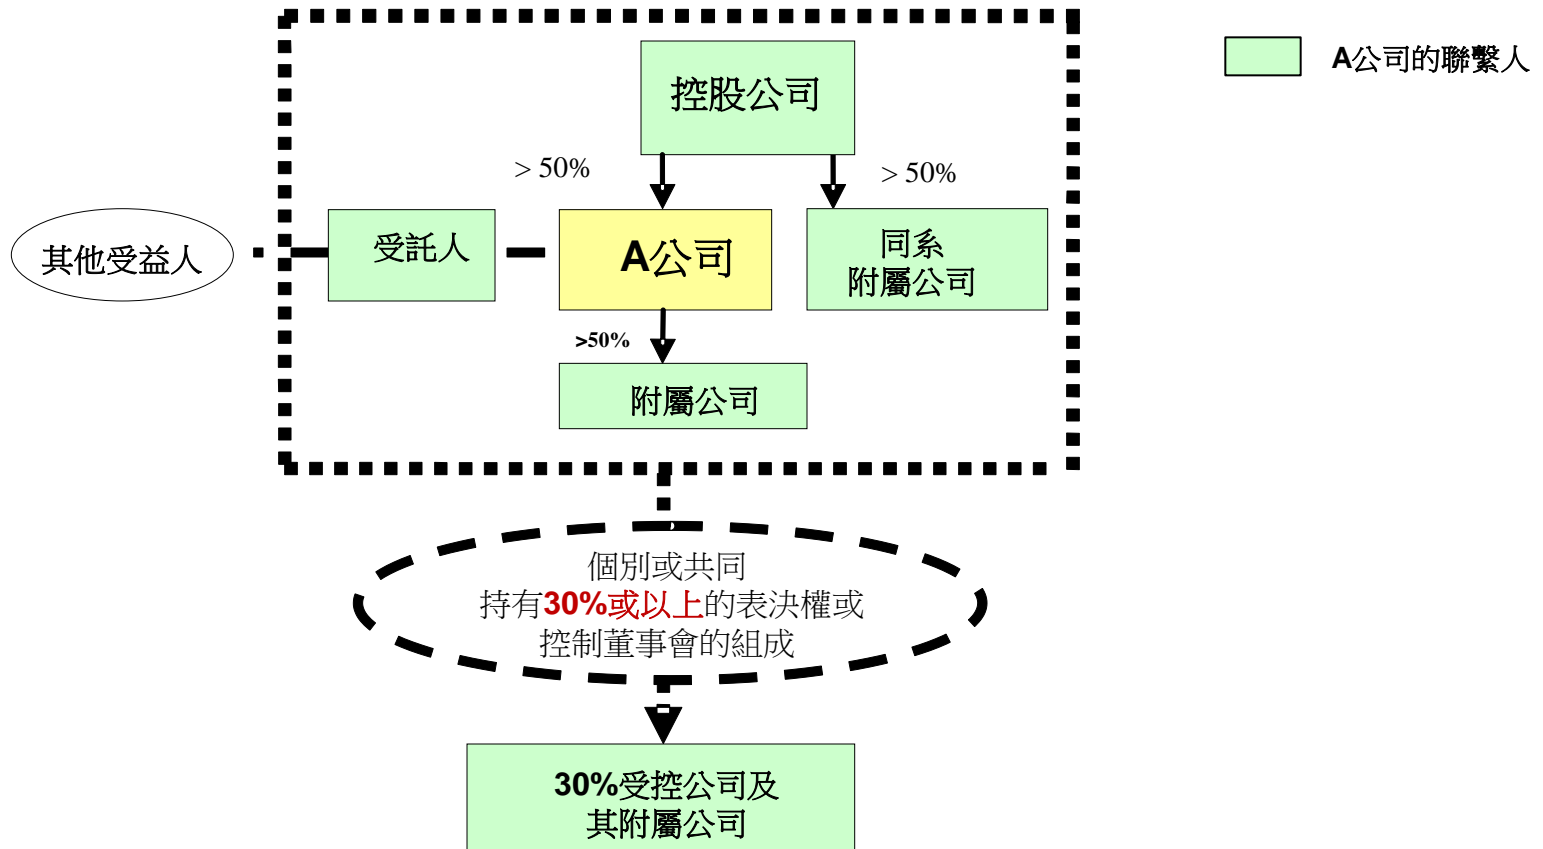 A公司的聯繫人
控股公司
> 50%
> 50%
其他受益人
受託人
A公司
同系
附屬公司
>50%
附屬公司
個別或共同
持有30%或以上的表決權或
控制董事會的組成
30%受控公司及
其附屬公司